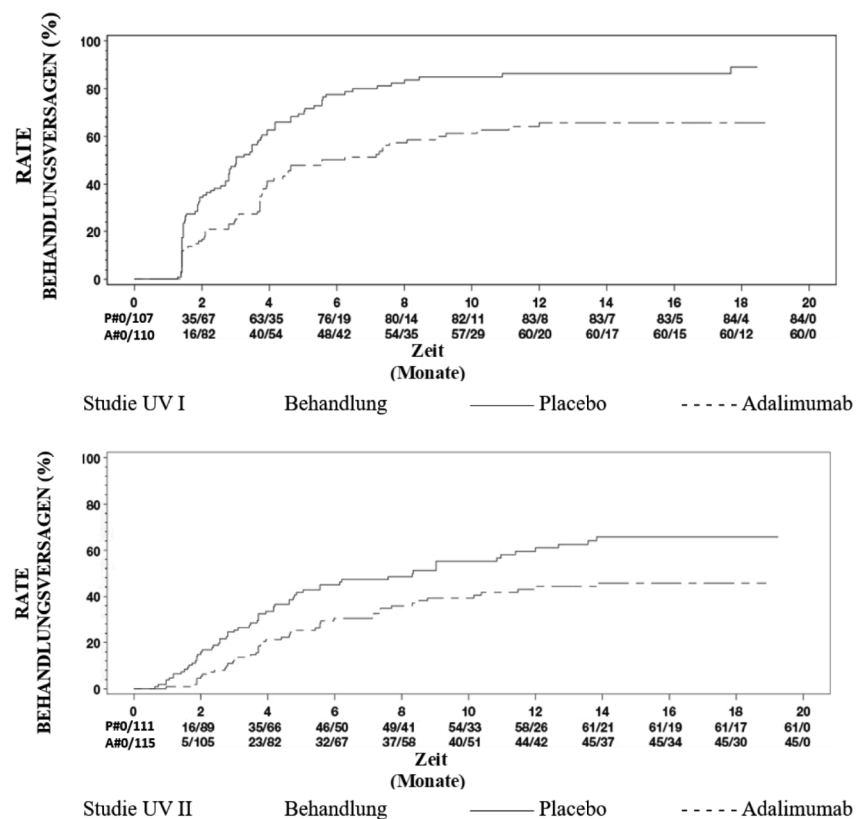 RATE
BEHANDLUNGSVERSAGEN (%)
100
80
60
40
20
0
0 2 4 6 8 10 12 14 16 18 20
P#0/107 35/67 63/35 76/19 80/14 82/11 83/8 83/7 83/5 84/4 84/0
A#0/110 16/82 40/54 48/42 54/35 57/29 60/20 60/17 60/15 60/12 60/0
Zeit
(Monate)
Studie UV I Behandlung Placebo Adalimumab
RATE
BEHANDLUNGSVERSAGEN (%)
100
80
60
40
20
0
0 2 4 6 8 10 12 14 16 18 20
P#0/111 16/89 35/66 46/50 49/41 54/33 58/26 61/21 61/19 61/17 61/0
A#0/115 5/105 23/82 32/67 37/58 40/51 44/42 45/37 45/34 45/30 45/0
Zeit
(Monate)
Studie UV II Behandlung Placebo Adalimumab